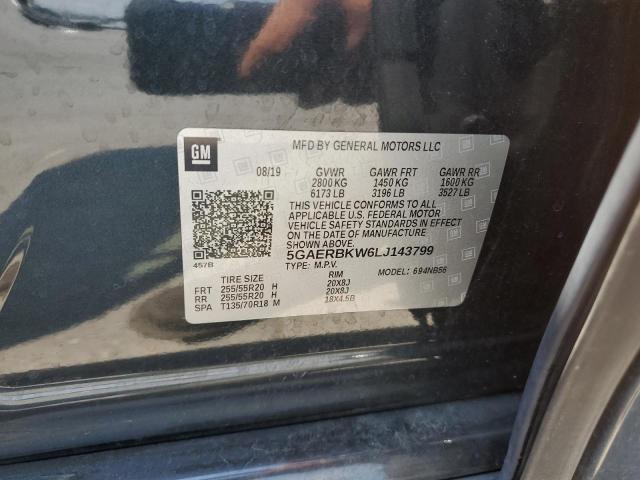 GM
MFD BY GENERAL MOTORS LLC
08/19 GVWR GAWR FRT GAWR RR
2800 KG 1450 KG 1600 KG
6173 LB 3196 LB 3527 LB
THIS VEHICLE CONFORMS TO ALL
APPLICABLE U.S. FEDERAL MOTOR
VEHICLE SAFETY STANDARDS IN EFFECT
ON THE DATE OF MANUFACTURE
SHOWN ABOVE.
5GAERBKW6LJ143799
457B TYPE: M.P.V. MODEL: 694NB56
TIRE SIZE RIM
FRT 255/55R20 H 20X8J
RR 255/55R20 H 20X8J
SPA T135/70R18 M 18X4.5B